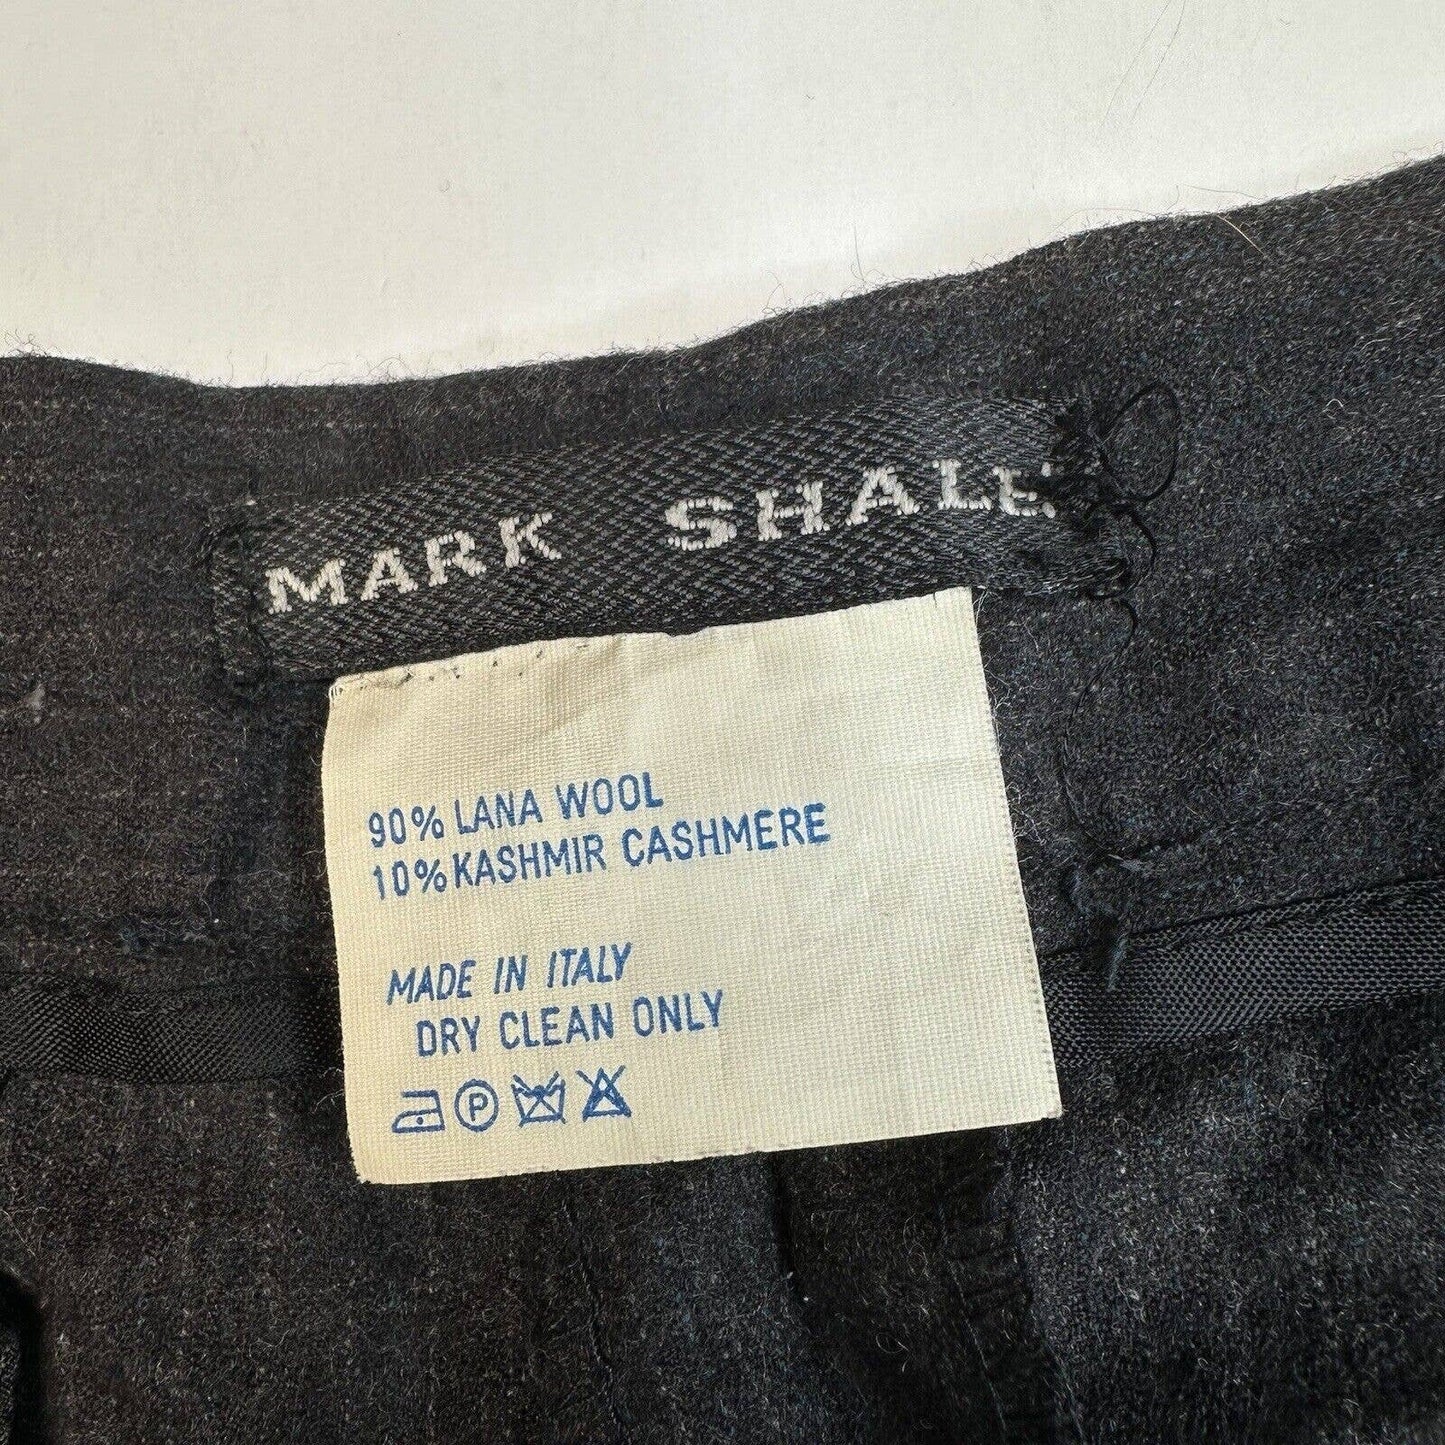 MARK SHALE
90% LANA WOOL
10% KASHMIR CASHMERE
MADE IN ITALY
DRY CLEAN ONLY
P